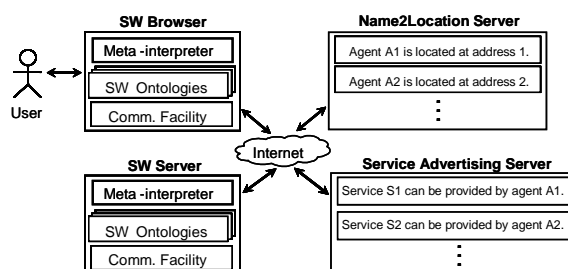 SW Browser
Meta -interpreter
SW Ontologies
Comm. Facility
User
Name2Location Server
Agent A1 is located at address 1.
Agent A2 is located at address 2.
Internet
SW Server
Meta -interpreter
SW Ontologies
Comm. Facility
Service Advertising Server
Service S1 can be provided by agent A1.
Service S2 can be provided by agent A2.